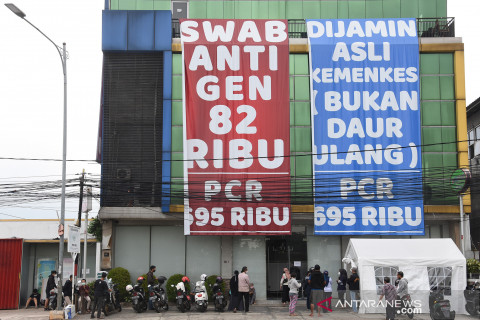 SWAB
ANTI
GEN
82
RIBU
PCR
695 RIBU
DIJAMIN
ASLI
KEMENKES
( BUKAN
DAUR
ULANG )
PCR
695 RIBU
ANTARA
ANTARANEWS.COM